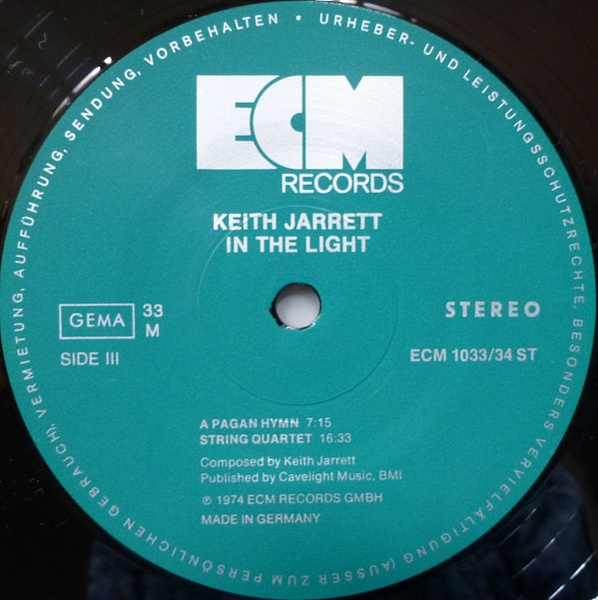 URHEBER- UND LEISTUNGSSCHUTZRECHTE, BESONDERS VERVIELFÄLTIGUNG (AUSSER ZUM PERSÖNLICHEN GEBRAUCH), VERMIETUNG, AUFFÜHRUNG, SENDUNG, VORBEHALTEN •
ECM
RECORDS
KEITH JARRETT
IN THE LIGHT
GEMA
33
M
STEREO
SIDE III
ECM 1033/34 ST
A PAGAN HYMN 7:15
STRING QUARTET 16:33
Composed by Keith Jarrett
Published by Cavelight Music, BMI
℗ 1974 ECM RECORDS GMBH
MADE IN GERMANY